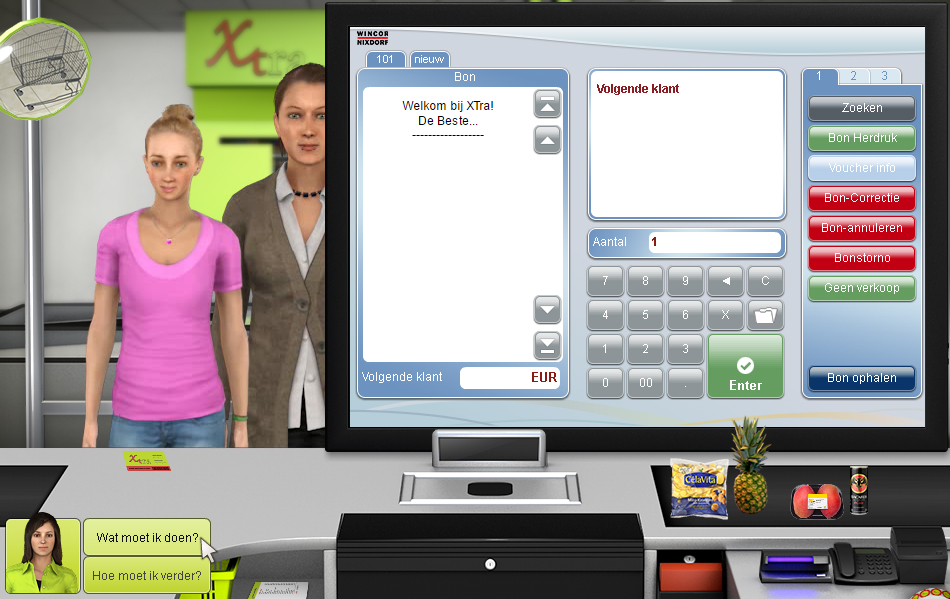 Xtra
WINCOR
NIXDORF
101
nieuw
Bon
Welkom bij XTra!
De Beste...
-------------------
Volgende klant
EUR
Volgende klant
Aantal
1
7
8
9
C
4
5
6
X
1
2
3
0
00
.
Enter
1
2
3
Zoeken
Bon Herdruk
Voucher info
Bon-Correctie
Bon-annuleren
Bonstorno
Geen verkoop
Bon ophalen
Xtra
CelaVita
Wat moet ik doen?
Hoe moet ik verder?